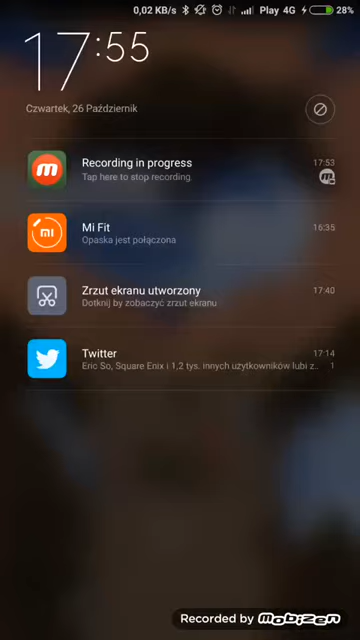 0,02 KB/s Play 4G 28%
17:55
Czwartek, 26 Październik
Recording in progress 17:53
Tap here to stop recording.
Mi Fit 16:35
Opaska jest połączona
Zrzut ekranu utworzony 17:40
Dotknij by zobaczyć zrzut ekranu
Twitter 17:14
Eric So, Square Enix i 1,2 tys. innych użytkowników lubi z.. 1
Recorded by mobizen